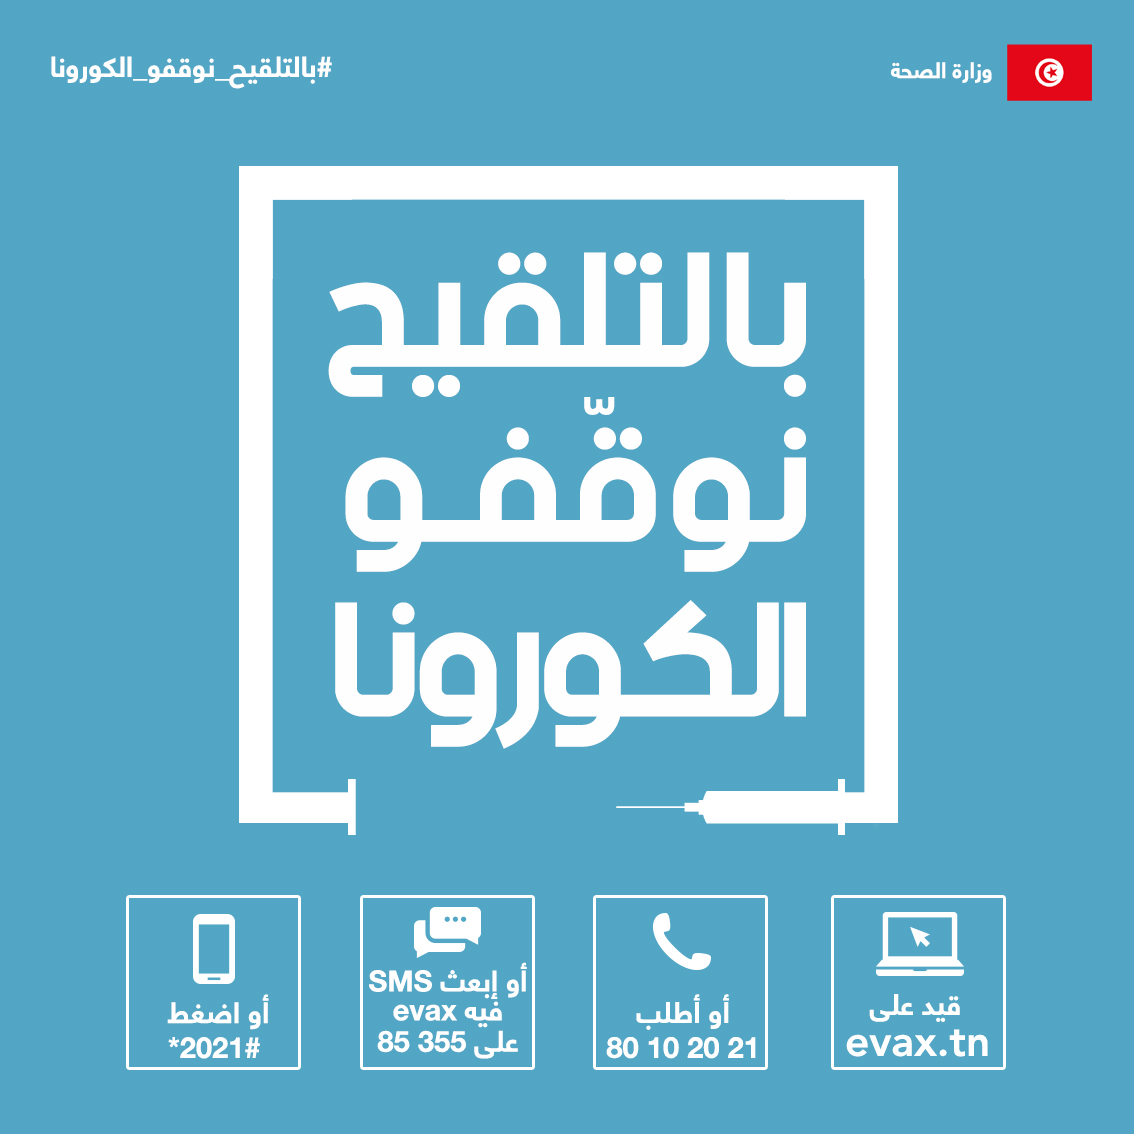 وزارة الصحة
#بالتلقيح_نوقفو_الكورونا
بالتلقيح
نوقّفو
الكورونا
قيد على
evax.tn
أو أطلب
80 10 20 21
أو إبعث SMS
فيه evax
على 355 85
أو اضغط
*2021#